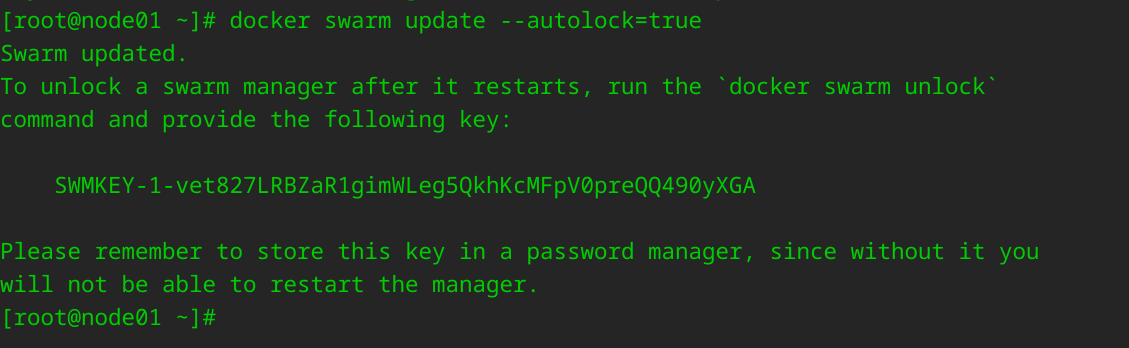 [root@node01 ~]# docker swarm update --autolock=true
Swarm updated.
To unlock a swarm manager after it restarts, run the `docker swarm unlock`
command and provide the following key:
SWMKEY-1-vet827LRBZaR1gimWLeg5QkhKcMFpV0preQQ490yXGA
Please remember to store this key in a password manager, since without it you
will not be able to restart the manager.
[root@node01 ~]#